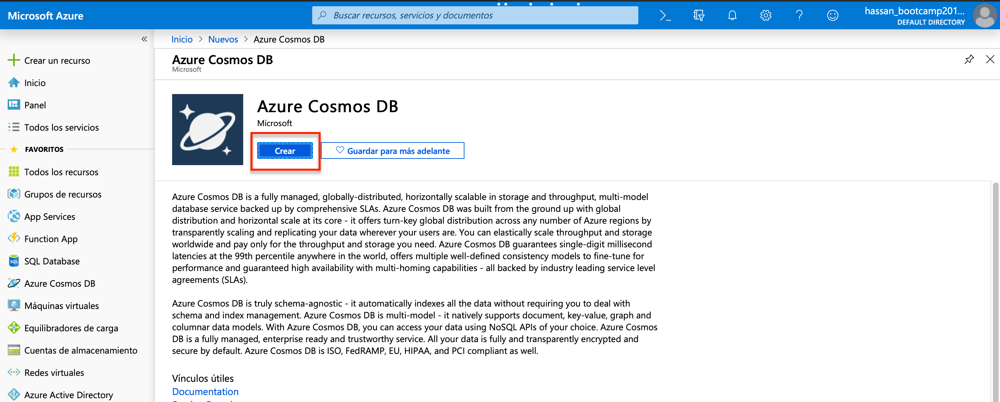 Microsoft Azure
Buscar recursos, servicios y documentos
hassan_bootcamp201...
DEFAULT DIRECTORY
Inicio > Nuevos > Azure Cosmos DB
Azure Cosmos DB
Microsoft
Crear un recurso
Inicio
Panel
Todos los servicios
FAVORITOS
Todos los recursos
Grupos de recursos
App Services
Function App
SQL
SQL Database
Azure Cosmos DB
Máquinas virtuales
Equilibradores de carga
Cuentas de almacenamiento
Redes virtuales
Azure Active Directory
Azure Cosmos DB
Microsoft
Crear
Guardar para más adelante
Azure Cosmos DB is a fully managed, globally-distributed, horizontally scalable in storage and throughput, multi-model
database service backed up by comprehensive SLAs. Azure Cosmos DB was built from the ground up with global
distribution and horizontal scale at its core - it offers turn-key global distribution across any number of Azure regions by
transparently scaling and replicating your data wherever your users are. You can elastically scale throughput and storage
worldwide and pay only for the throughput and storage you need. Azure Cosmos DB guarantees single-digit millisecond
latencies at the 99th percentile anywhere in the world, offers multiple well-defined consistency models to fine-tune for
performance and guaranteed high availability with multi-homing capabilities - all backed by industry leading service level
agreements (SLAs).
Azure Cosmos DB is truly schema-agnostic - it automatically indexes all the data without requiring you to deal with
schema and index management. Azure Cosmos DB is multi-model - it natively supports document, key-value, graph and
columnar data models. With Azure Cosmos DB, you can access your data using NoSQL APIs of your choice. Azure Cosmos
DB is a fully managed, enterprise ready and trustworthy service. All your data is fully and transparently encrypted and
secure by default. Azure Cosmos DB is ISO, FedRAMP, EU, HIPAA, and PCI compliant as well.
Vínculos útiles
Documentation